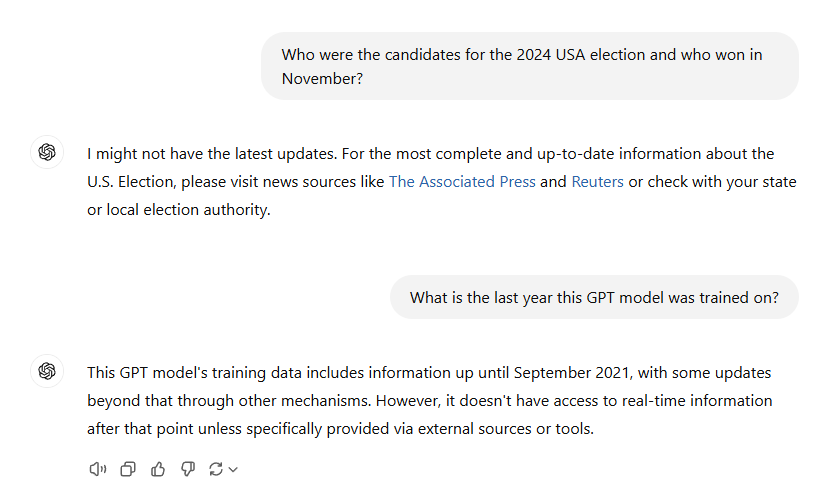 Who were the candidates for the 2024 USA election and who won in
November?
I might not have the latest updates. For the most complete and up-to-date information about the
U.S. Election, please visit news sources like The Associated Press and Reuters or check with your state
or local election authority.
What is the last year this GPT model was trained on?
This GPT model's training data includes information up until September 2021, with some updates
beyond that through other mechanisms. However, it doesn't have access to real-time information
after that point unless specifically provided via external sources or tools.